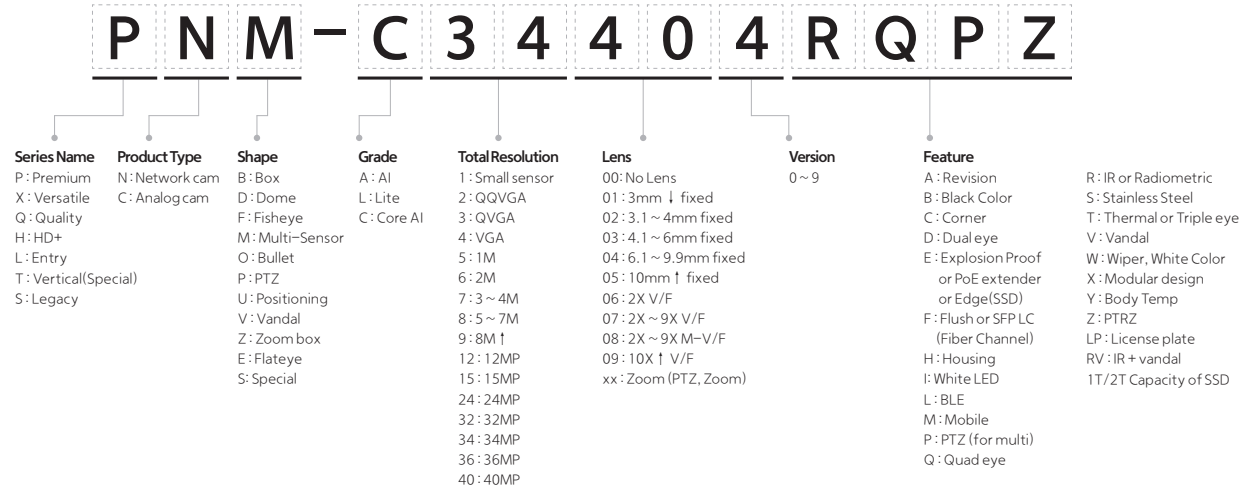 PNM-C34404RQPZ
Series Name
P : Premium
X : Versatile
Q : Quality
H : HD+
L : Entry
T : Vertical(Special)
S : Legacy
Product Type
N : Network cam
C : Analog cam
Shape
B : Box
D : Dome
F : Fisheye
M : Multi-Sensor
O : Bullet
P : PTZ
U : Positioning
V : Vandal
Z : Zoom box
E : Flateye
S: Special
Grade
A : AI
L : Lite
C : Core AI
Total Resolution
1 : Small sensor
2 : QQVGA
3 : QVGA
4 : VGA
5 : 1M
6 : 2M
7 : 3 ~ 4M
8 : 5 ~ 7M
9 : 8M ↑
12 : 12MP
15 : 15MP
24 : 24MP
32 : 32MP
34 : 34MP
36 : 36MP
40 : 40MP
Lens
00: No Lens
01 : 3mm ↓ fixed
02 : 3.1 ~ 4mm fixed
03 : 4.1 ~ 6mm fixed
04 : 6.1 ~ 9.9mm fixed
05 : 10mm ↑ fixed
06 : 2X V/F
07 : 2X ~ 9X V/F
08 : 2X ~ 9X M-V/F
09 : 10X ↑ V/F
xx : Zoom (PTZ, Zoom)
Version
0 ~ 9
Feature
A : Revision
B : Black Color
C : Corner
D : Dual eye
E : Explosion Proof
or PoE extender
or Edge(SSD)
F : Flush or SFP LC
(Fiber Channel)
H : Housing
I: White LED
L : BLE
M : Mobile
P : PTZ (for multi)
Q : Quad eye
R : IR or Radiometric
S : Stainless Steel
T : Thermal or Triple eye
V : Vandal
W : Wiper, White Color
X : Modular design
Y : Body Temp
Z : PTRZ
LP : License plate
RV : IR + vandal
1T/2T Capacity of SSD